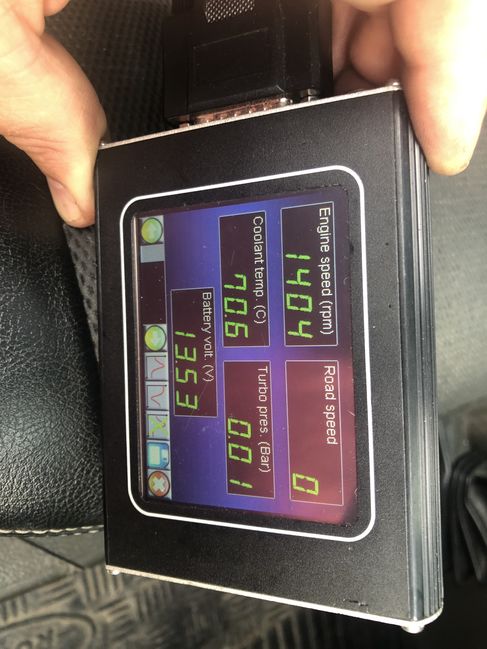 Engine speed (rpm)
1404
Road speed
0
Coolant temp. (C)
70.6
Turbo pres. (Bar)
0.01
Battery volt. (V)
13.53